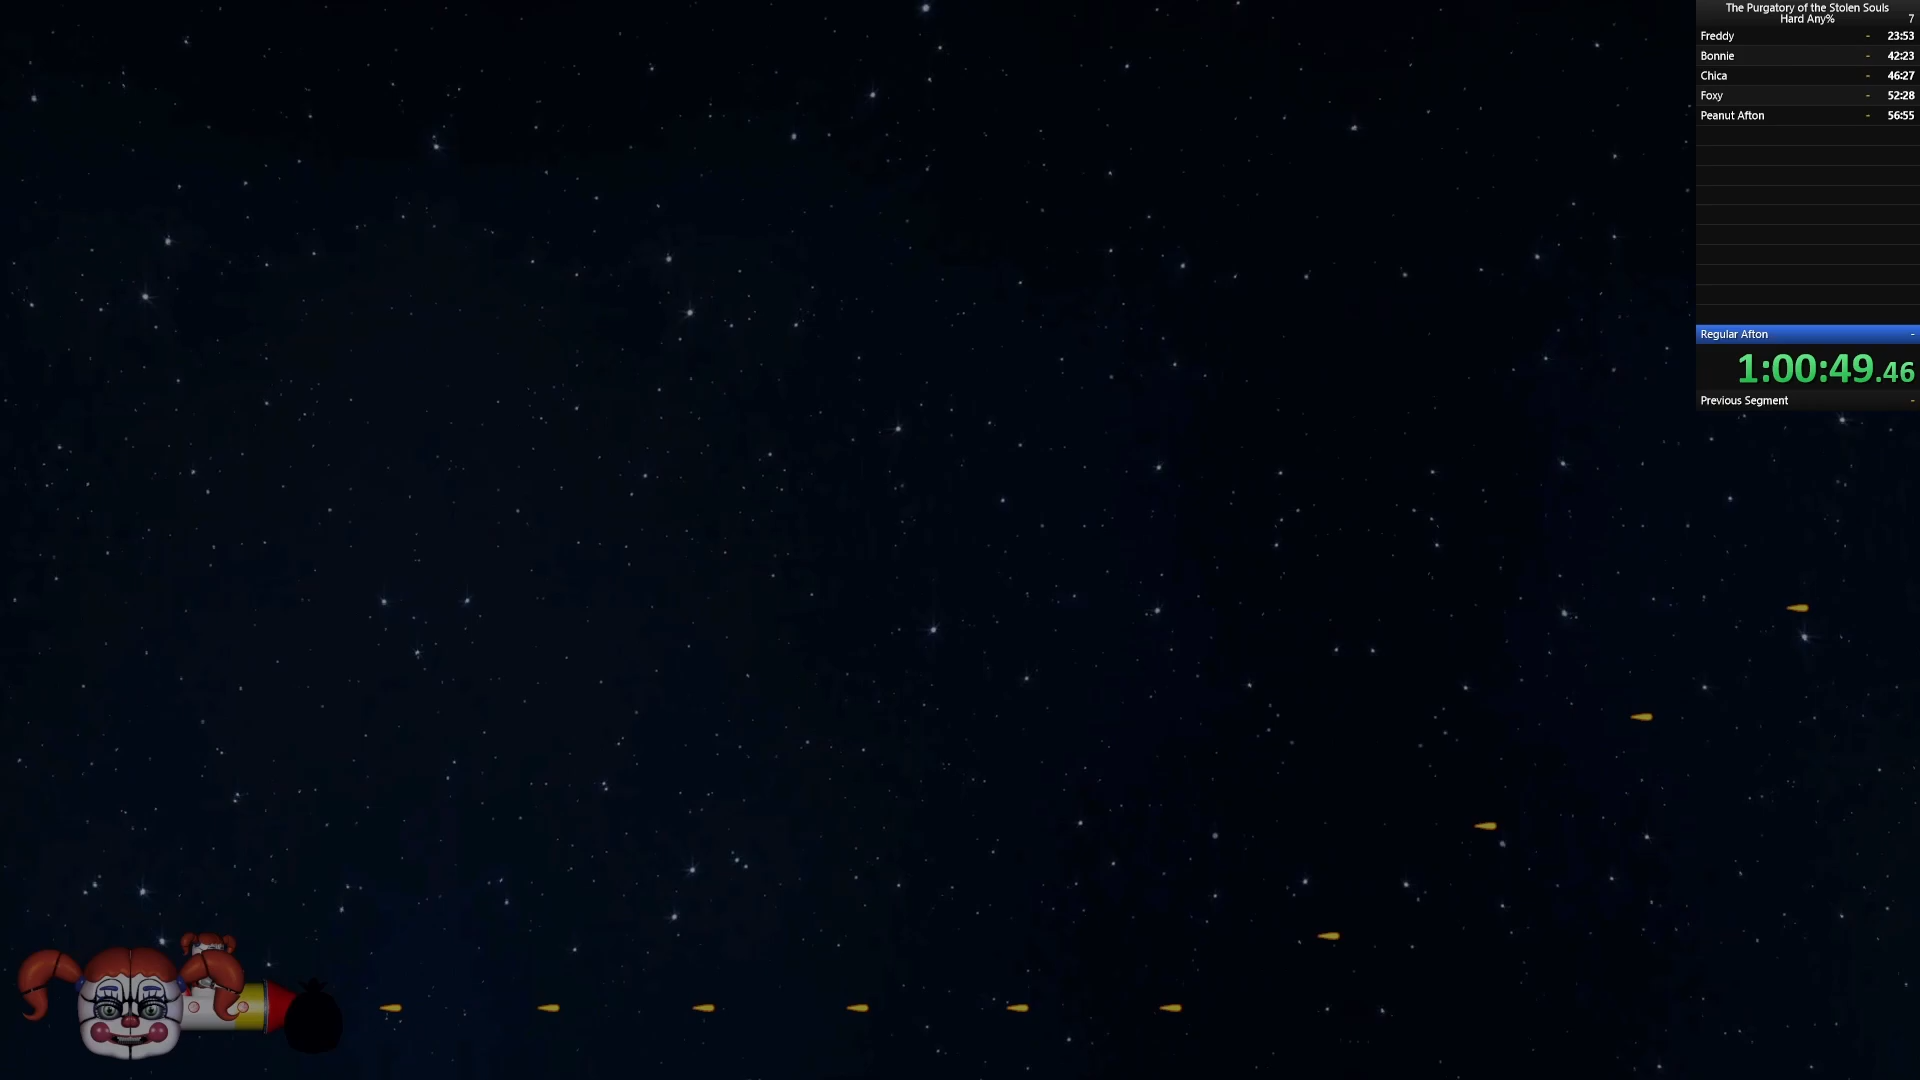 The Purgatory of the Stolen Souls
Hard Any% 7
Freddy - 23:53
Bonnie - 42:23
Chica - 46:27
Foxy - 52:28
Peanut Afton - 56:55
Regular Afton -
1:00:49.46
Previous Segment -